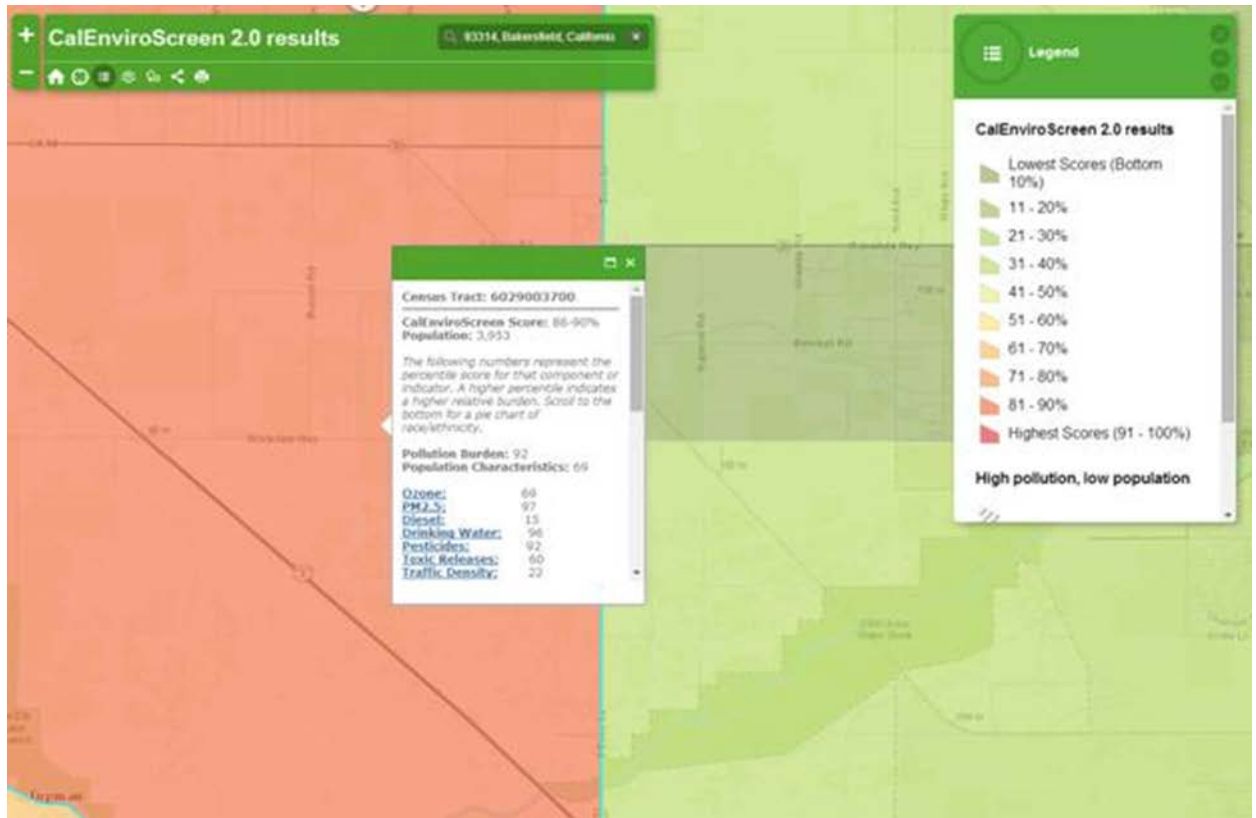 + CalEnviroScreen 2.0 results
93314, Bakersfield, California
Legend
CalEnviroScreen 2.0 results
Lowest Scores (Bottom
10%)
11 - 20%
21 - 30%
31 - 40%
41 - 50%
51 - 60%
61 - 70%
71 - 80%
81 - 90%
Highest Scores (91 - 100%)
High pollution, low population
Census Tract: 6029003700
CalEnviroScreen Score: 86-90%
Population: 3,953
The following numbers represent the
percentile score for that component or
indicator. A higher percentile indicates
a higher relative burden. Scroll to the
bottom for a pie chart of
race/ethnicity.
Pollution Burden: 92
Population Characteristics: 69
Ozone: 69
PM2.5: 97
Diesel: 15
Drinking Water: 96
Pesticides: 92
Toxic Releases: 60
Traffic Density: 22